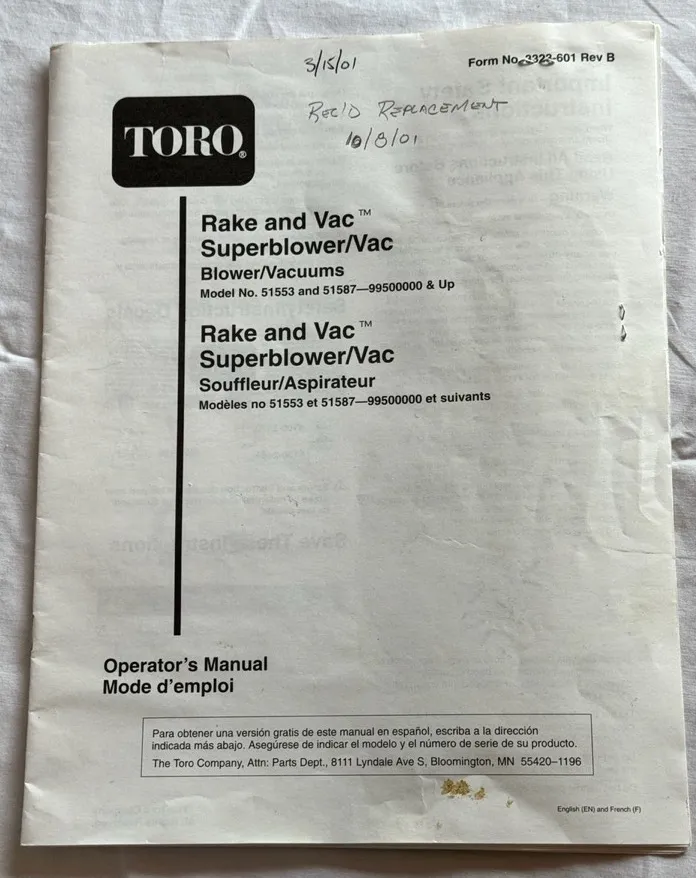 3/15/01
Form No. 3323-601 Rev B
REC'D REPLACEMENT
10/8/01
TORO®
Rake and Vac™
Superblower/Vac
Blower/Vacuums
Model No. 51553 and 51587—99500000 & Up
Rake and Vac™
Superblower/Vac
Souffleur/Aspirateur
Modèles no 51553 et 51587—99500000 et suivants
Operator's Manual
Mode d'emploi
Para obtener una versión gratis de este manual en español, escriba a la dirección
indicada más abajo. Asegúrese de indicar el modelo y el número de serie de su producto.
The Toro Company, Attn: Parts Dept., 8111 Lyndale Ave S, Bloomington, MN 55420–1196
English (EN) and French (F)